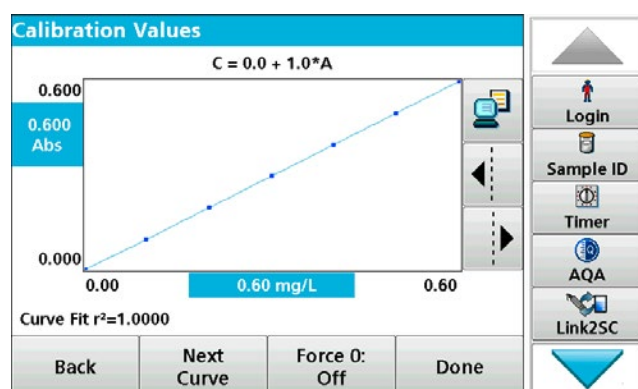 Calibration Values
C = 0.0 + 1.0*A
0.600
0.600
Abs
0.000
0.00
0.60 mg/L
0.60
Curve Fit r²=1.0000
Back
Next
Curve
Force 0:
Off
Done
Login
Sample ID
Timer
AQA
Link2SC